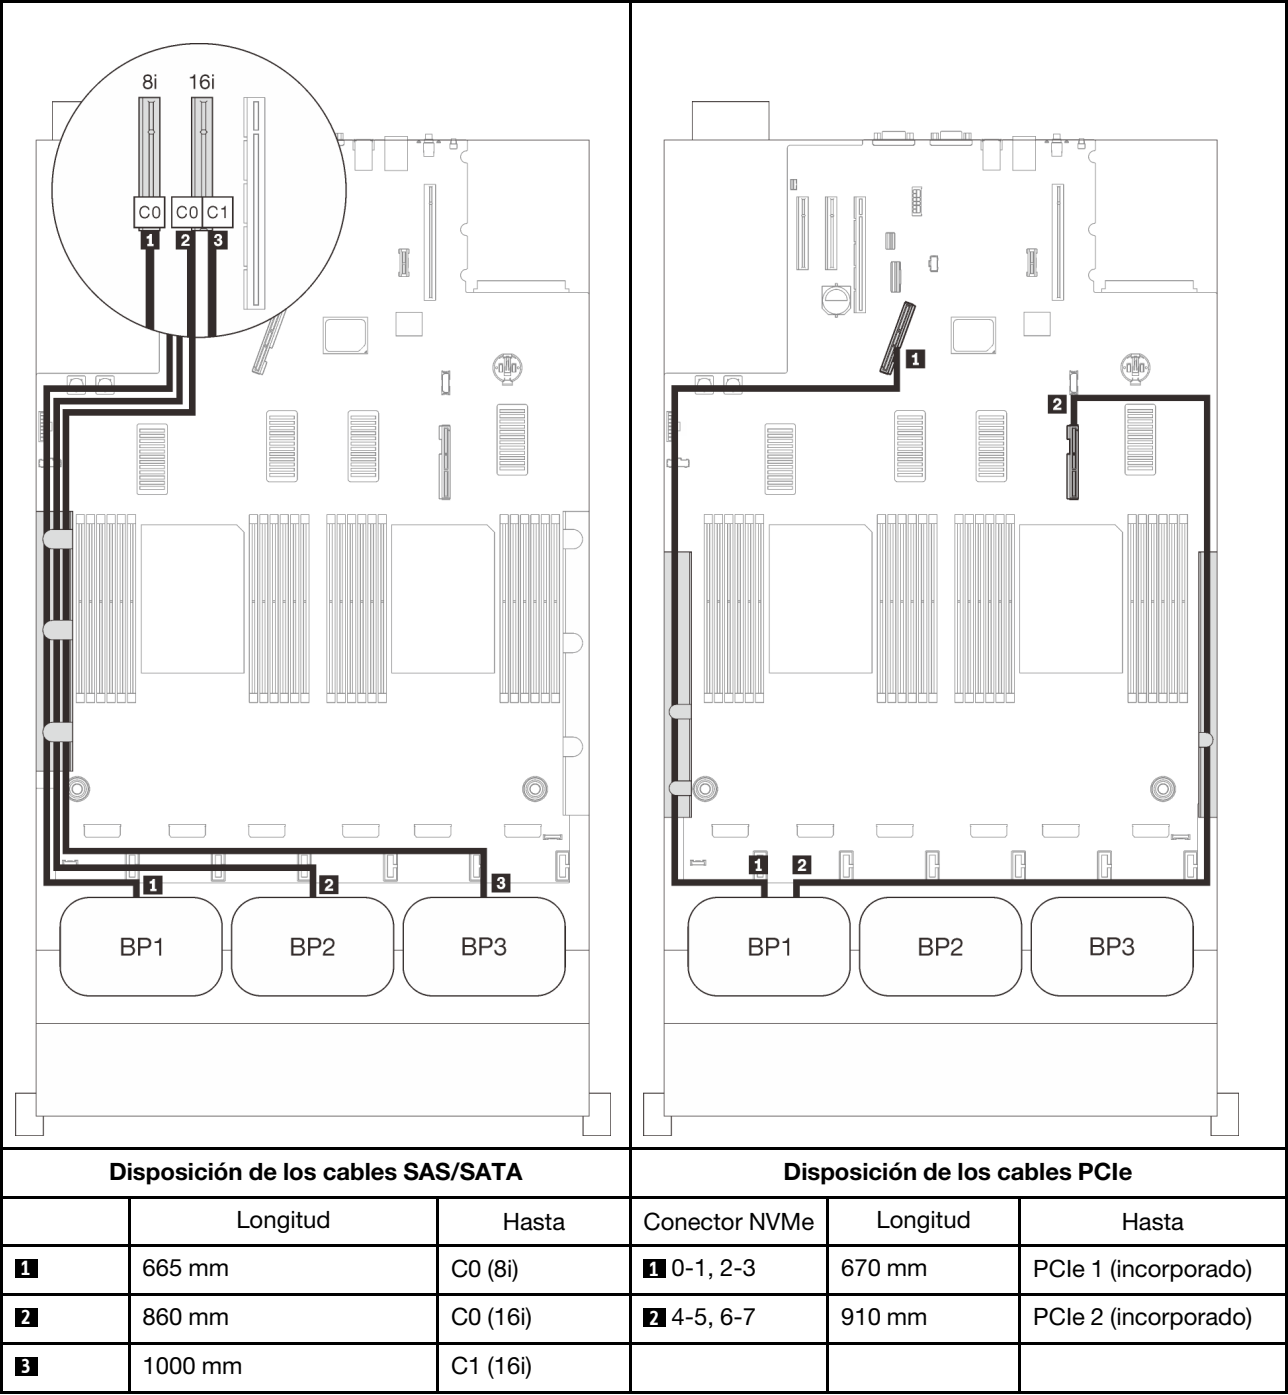 8i 16i
C0 C0 C1
1 2 3
1
2
1 2 3
1 2
BP1 BP2 BP3
BP1 BP2 BP3
Disposición de los cables SAS/SATA
Disposición de los cables PCIe
Longitud Hasta Conector NVMe Longitud Hasta
1 665 mm C0 (8i) 1 0-1, 2-3 670 mm PCIe 1 (incorporado)
2 860 mm C0 (16i) 2 4-5, 6-7 910 mm PCIe 2 (incorporado)
3 1000 mm C1 (16i)